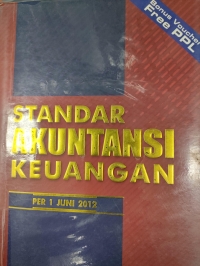 Bonus Voucher
Free PPL
STANDAR
AKUNTANSI
KEUANGAN
PER 1 JUNI 2012